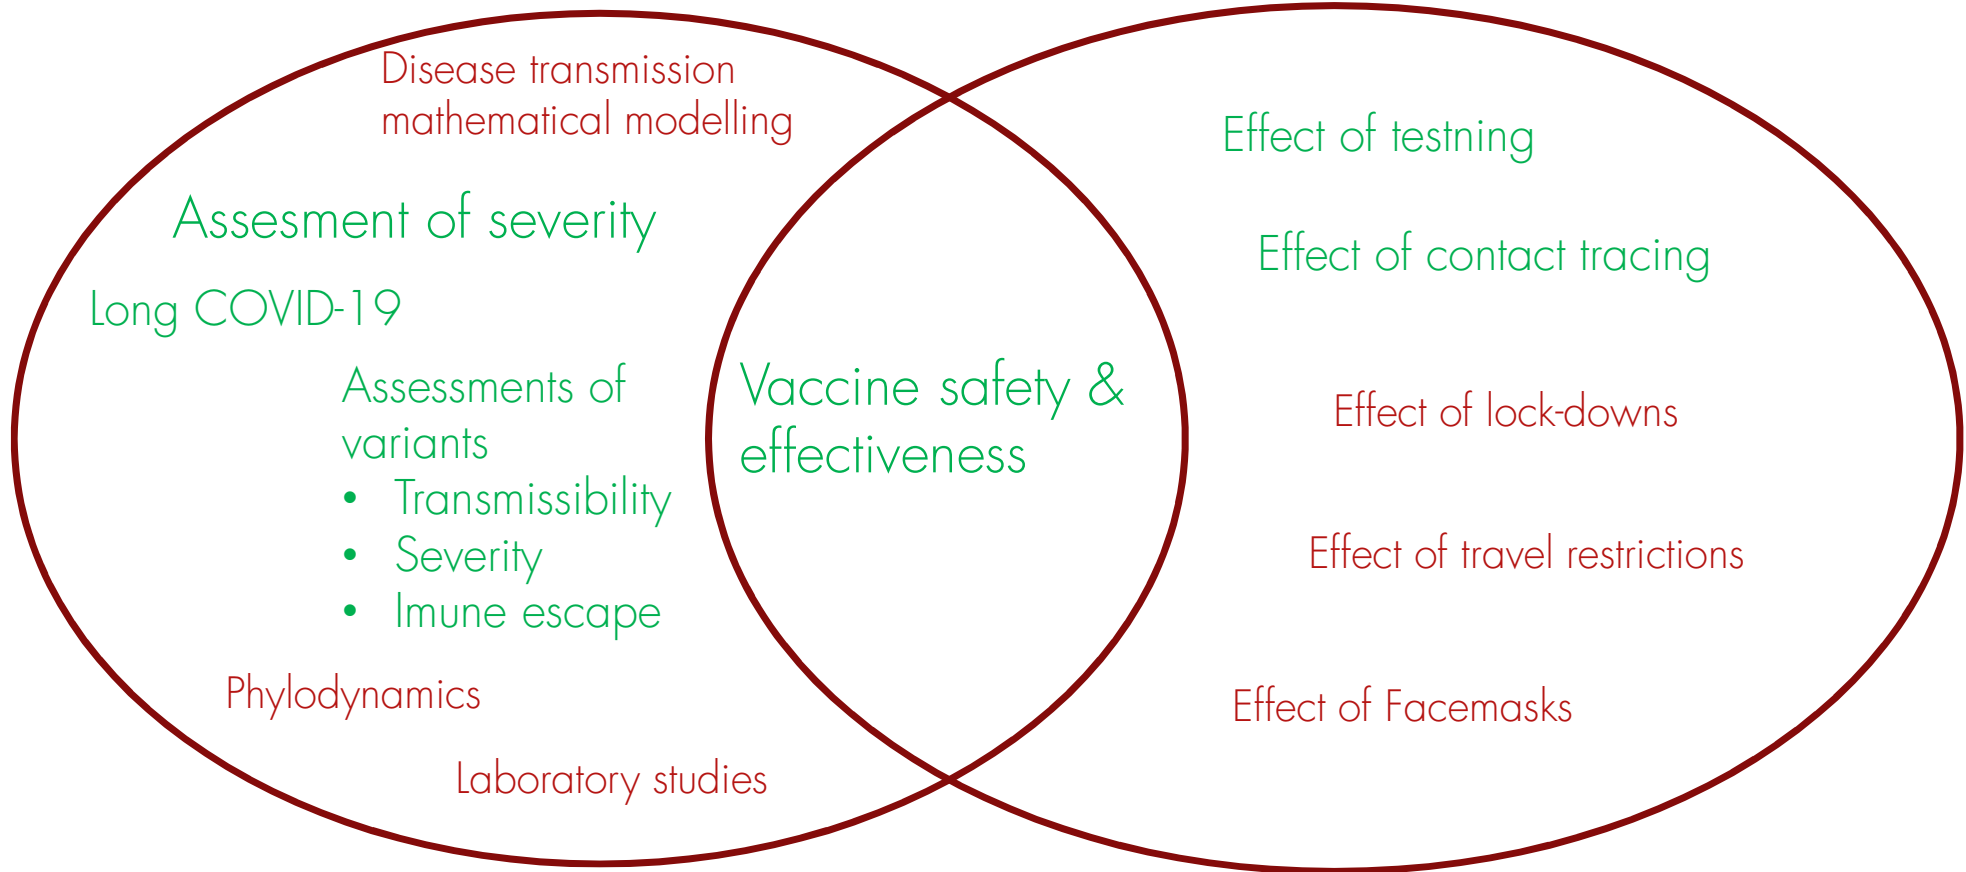 Disease transmission
mathematical modelling
Assesment of severity
Long COVID-19
Assessments of
variants
• Transmissibility
• Severity
• Imune escape
Phylodynamics
Laboratory studies
Vaccine safety &
effectiveness
Effect of testning
Effect of contact tracing
Effect of lock-downs
Effect of travel restrictions
Effect of Facemasks